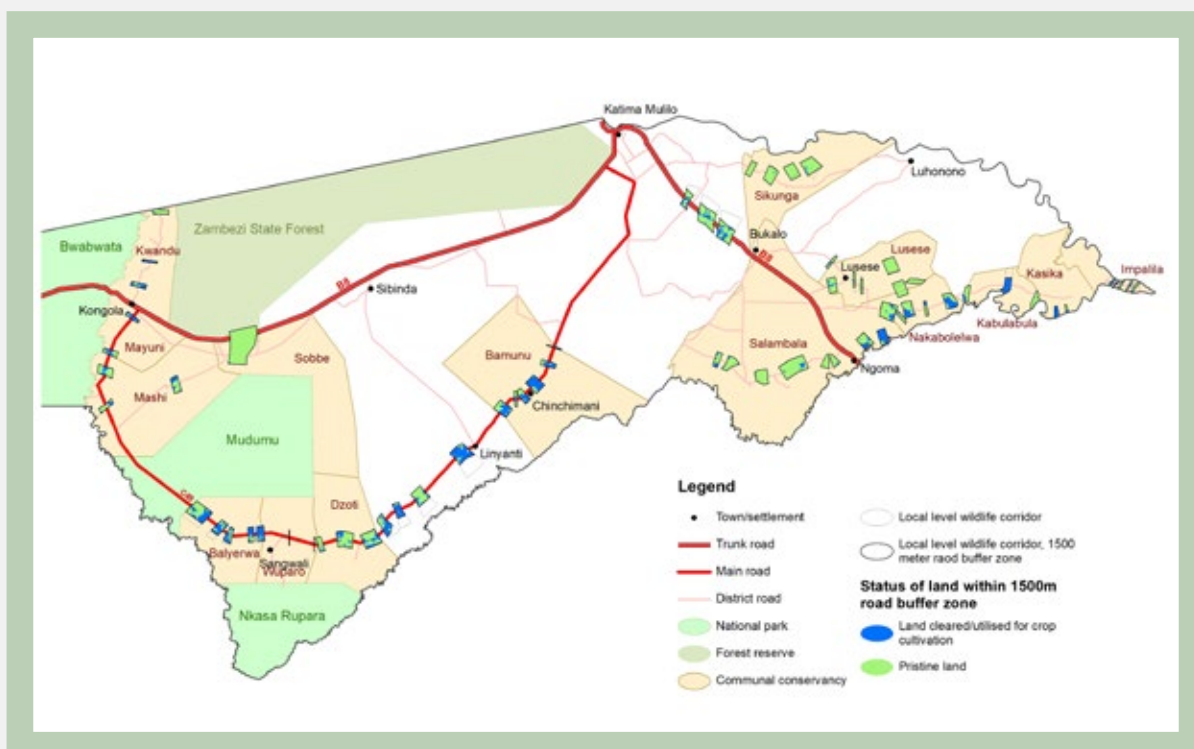 Katima Mulilo
Luhonono
Sikunga
Zambezi State Forest
Bwabwata
Kwandu
Bukalo
B8
Lusese
Lusese
Kasika
Impalila
B8
Sibinda
Kongola
Kabulabula
Nakabolelwa
Mayuni
Sobbe
Bamunu
Salambala
Ngoma
Mashi
Chinchimani
Mudumu
Linyanti
Dzoti
C49
Balyerwa
Sangwali
Wuparo
Nkasa Rupara
Legend
Town/settlement
Trunk road
Main road
District road
National park
Forest reserve
Communal conservancy
Local level wildlife corridor
Local level wildlife corridor, 1500
meter raod buffer zone
Status of land within 1500m
road buffer zone
Land cleared/utilised for crop
cultivation
Pristine land